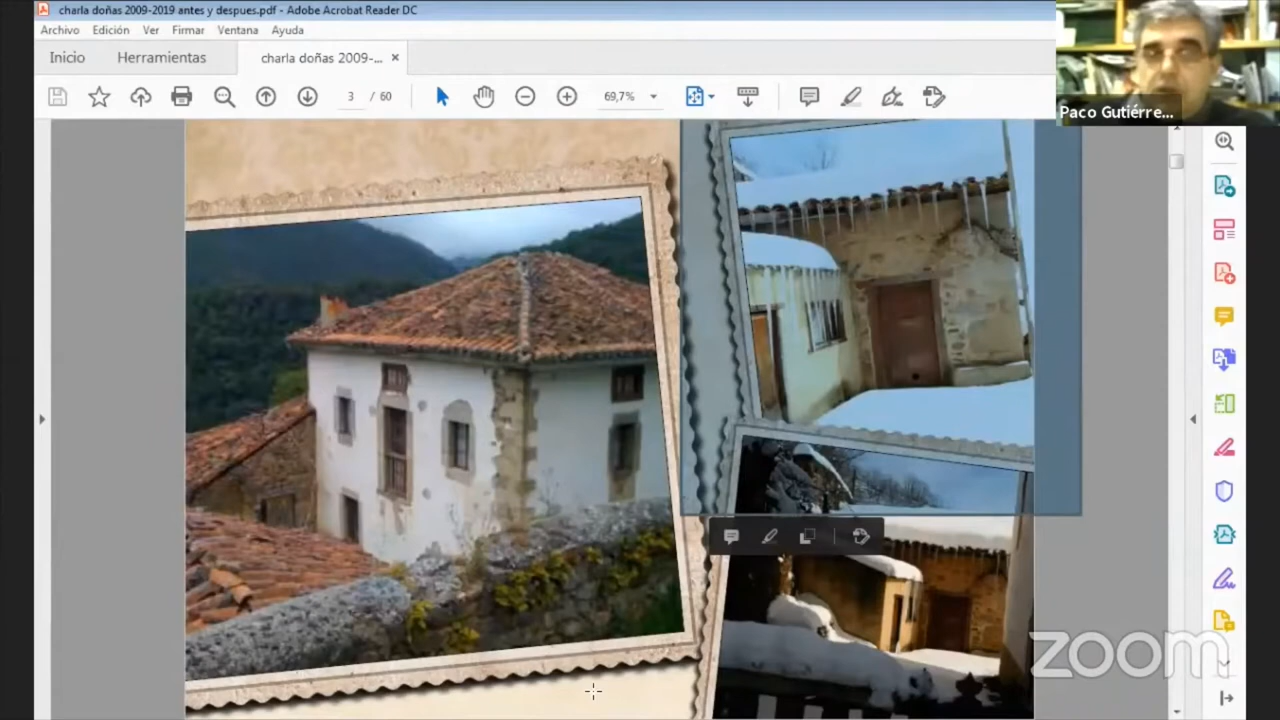 charla doñas 2009-2019 antes y despues.pdf - Adobe Acrobat Reader DC
Archivo Edición Ver Firmar Ventana Ayuda
Inicio Herramientas charla doñas 2009-...
3 / 60 69,7%
Paco Gutiérre...
zoom